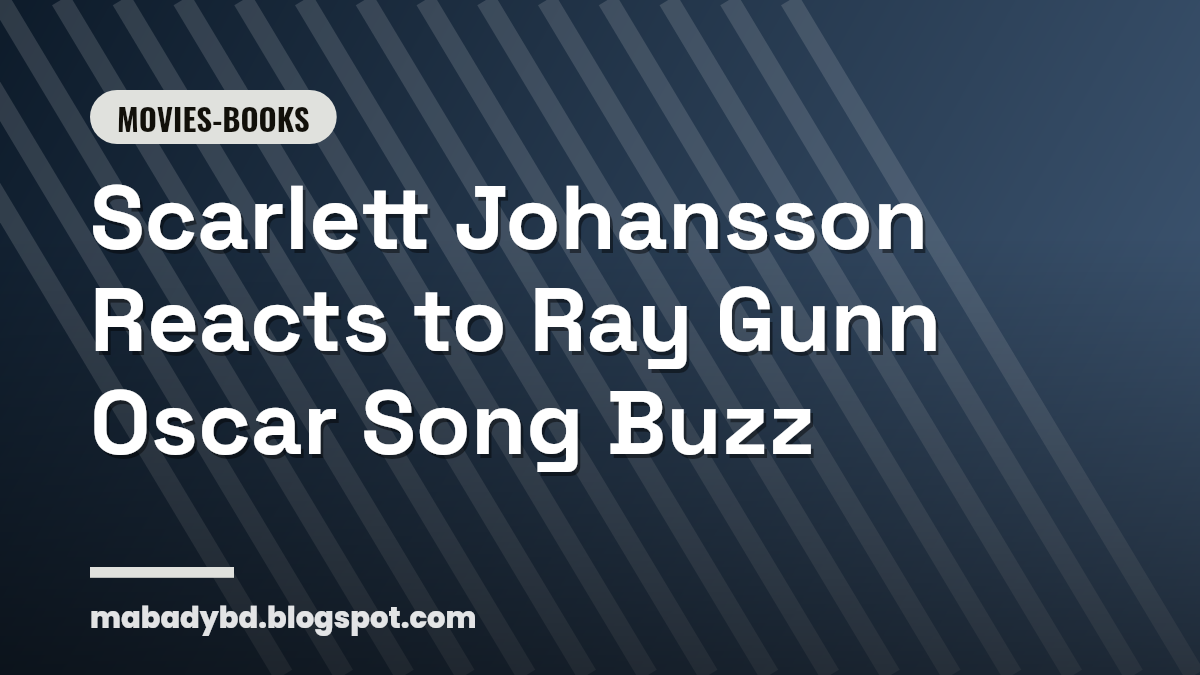 MOVIES-BOOKS
Scarlett Johansson
Reacts to Ray Gunn
Oscar Song Buzz
mabadybd.blogspot.com